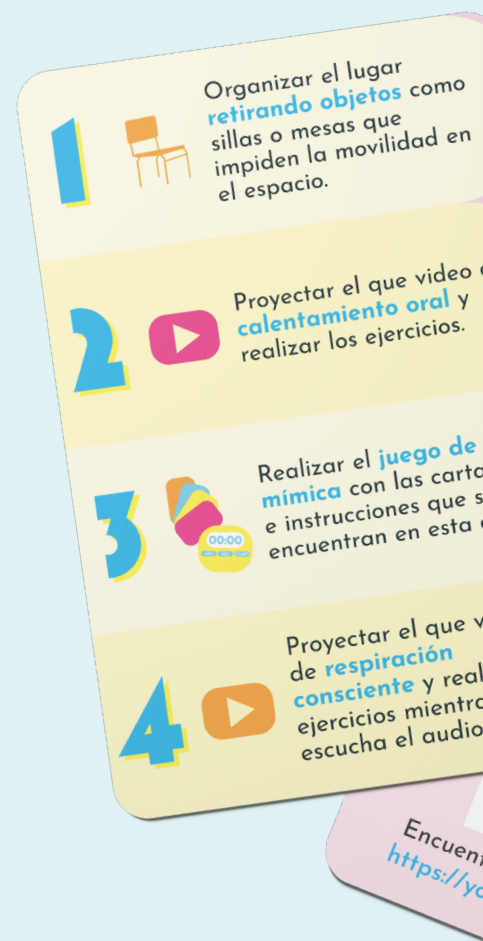 1
Organizar el lugar
retirando objetos como
sillas o mesas que
impiden la movilidad en
el espacio.
2
Proyectar el que video
calentamiento oral y
realizar los ejercicios.
3
00:00
Realizar el juego de
mímica con las carta
e instrucciones que s
encuentran en esta
4
Proyectar el que v
de respiración
consciente y real
ejercicios mientra
escucha el audio
Encuent
https://yo